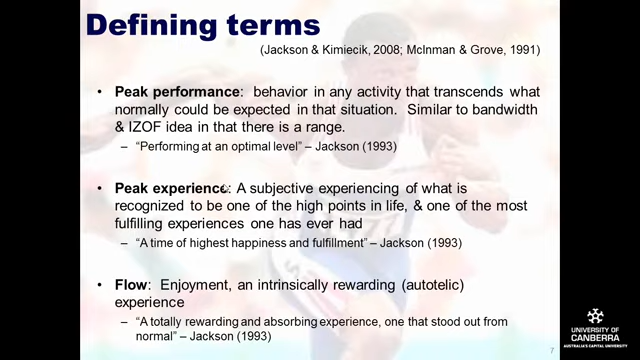 Defining terms
(Jackson & Kimiecik, 2008; McInman & Grove, 1991)
• Peak performance: behavior in any activity that transcends what
normally could be expected in that situation. Similar to bandwidth
& IZOF idea in that there is a range.
– “Performing at an optimal level” – Jackson (1993)
• Peak experience: A subjective experiencing of what is
recognized to be one of the high points in life, & one of the most
fulfilling experiences one has ever had
– “A time of highest happiness and fulfillment” – Jackson (1993)
• Flow: Enjoyment, an intrinsically rewarding (autotelic)
experience
– “A totally rewarding and absorbing experience, one that stood out from
normal” – Jackson (1993)
7
UNIVERSITY OF
CANBERRA
AUSTRALIA'S CAPITAL UNIVERSITY